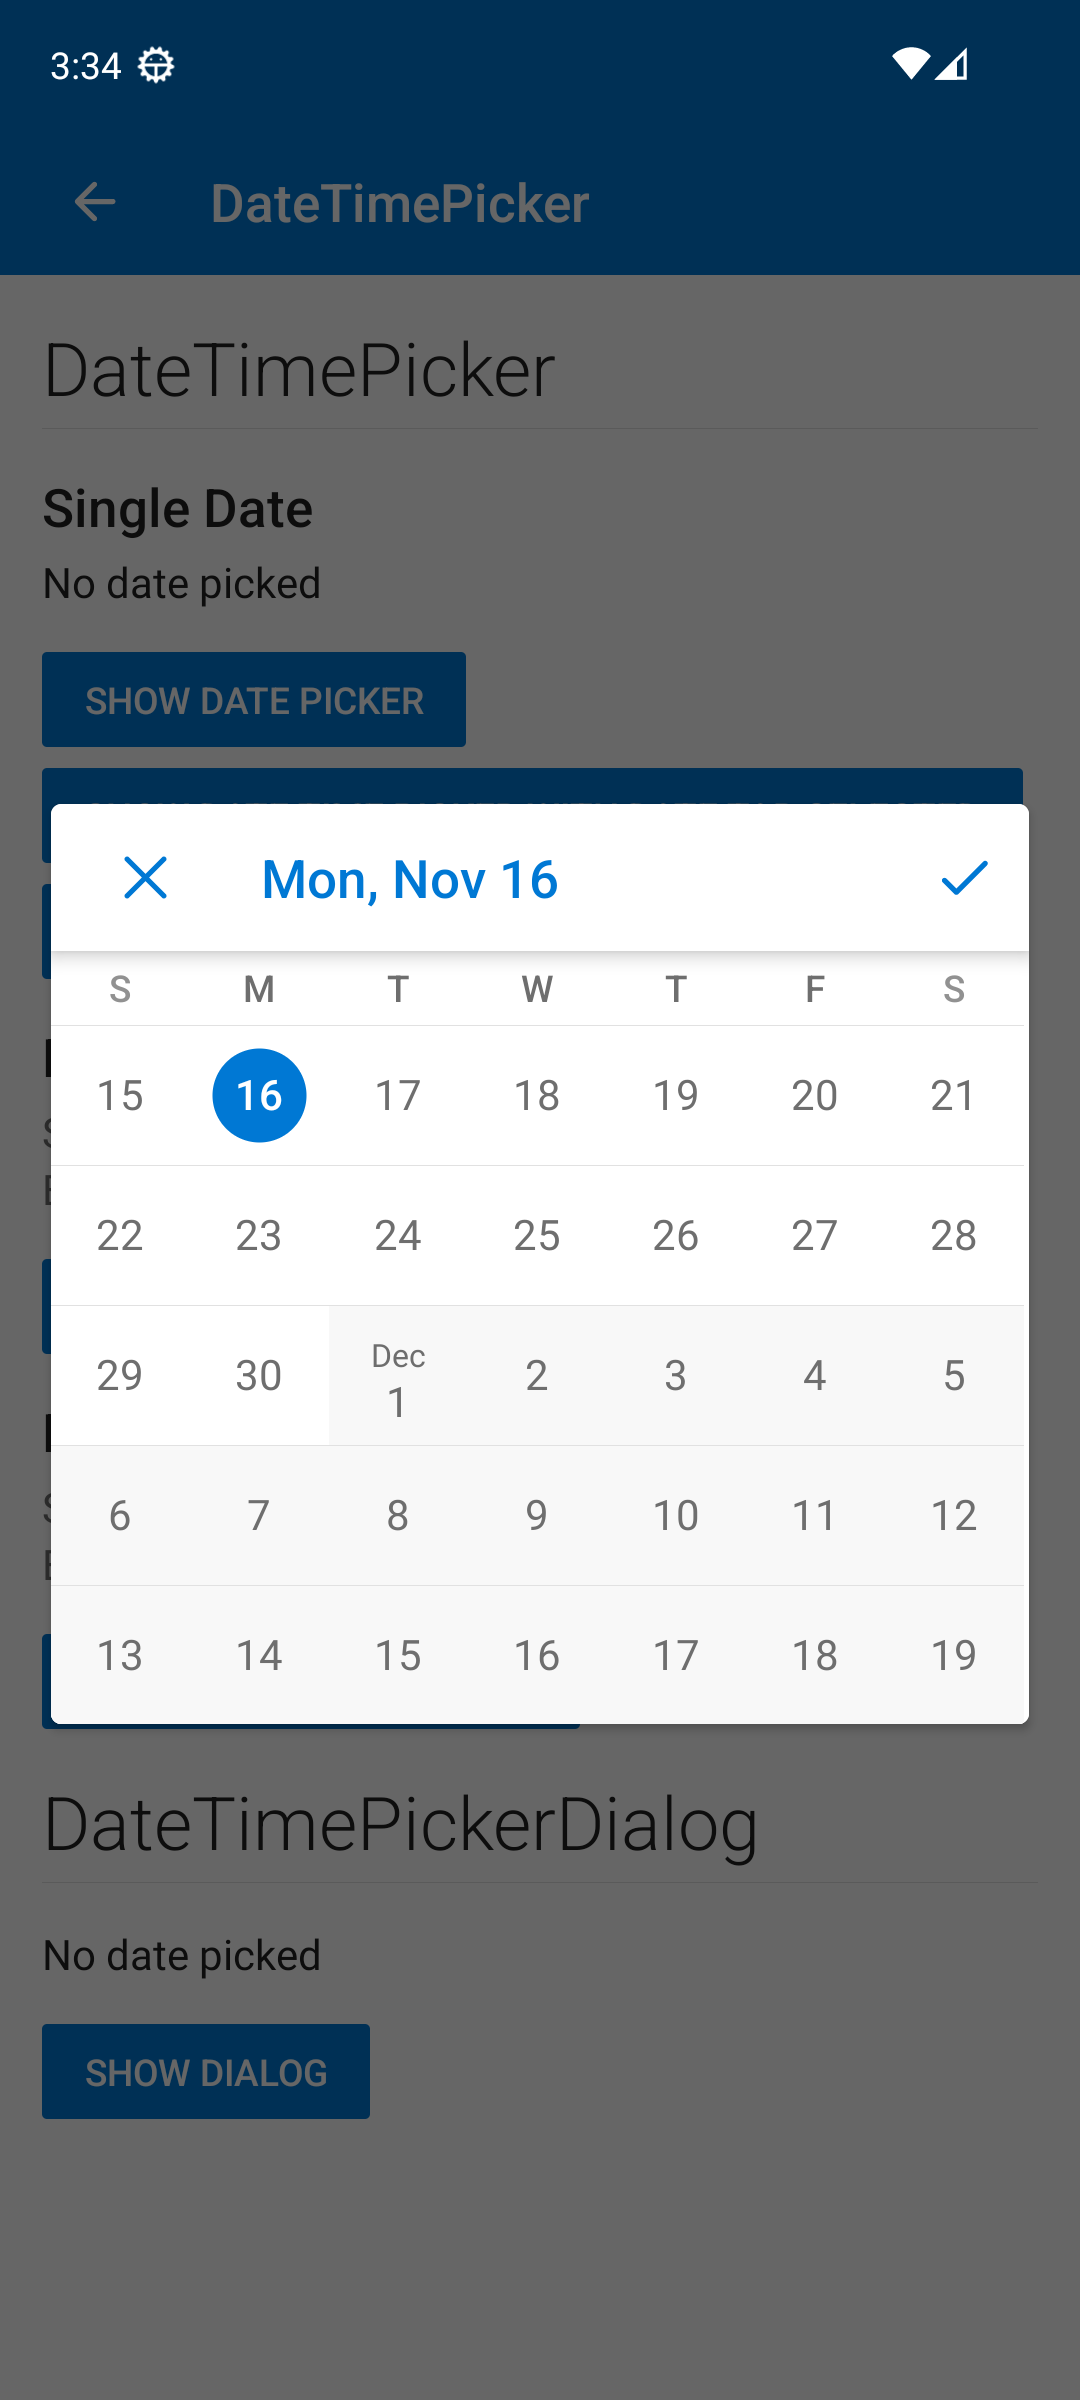 3:34
DateTimePicker
DateTimePicker
Single Date
No date picked
SHOW DATE PICKER
Mon, Nov 16
S M T W T F S
15 16 17 18 19 20 21
22 23 24 25 26 27 28
29 30 Dec 1 2 3 4 5
6 7 8 9 10 11 12
13 14 15 16 17 18 19
DateTimePickerDialog
No date picked
SHOW DIALOG